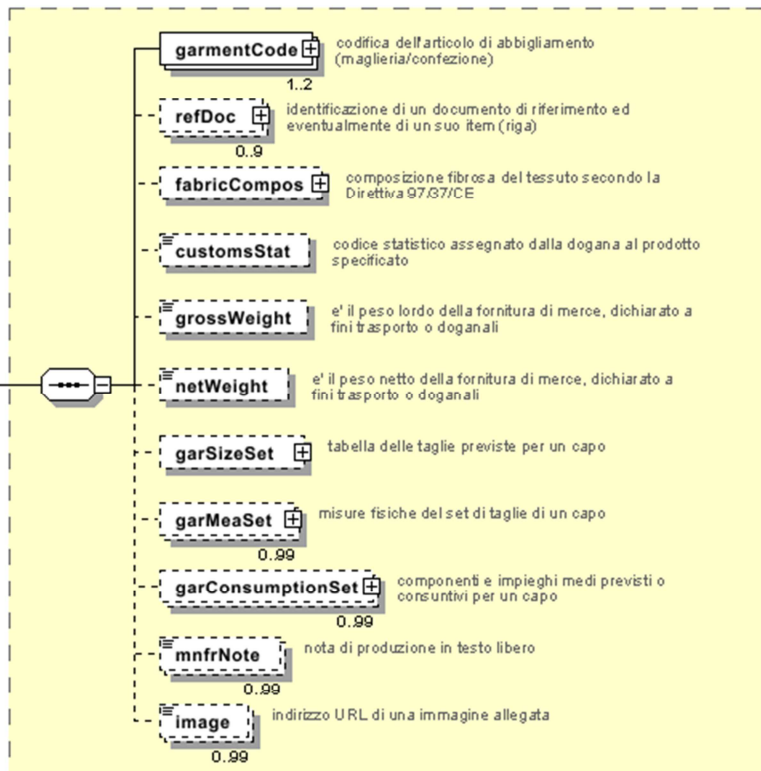 garmentCode
codifica dell'articolo di abbigliamento
(maglieria/confezione)
1..2
refDoc
identificazione di un documento di riferimento ed
eventualmente di un suo item (riga)
0..9
fabricCompos
composizione fibrosa del tessuto secondo la
Direttiva 97/37/CE
customsStat
codice statistico assegnato dalla dogana al prodotto
specificato
grossWeight
e' il peso lordo della fornitura di merce, dichiarato a
fini trasporto o doganali
netWeight
e' il peso netto della fornitura di merce, dichiarato a
fini trasporto o doganali
garSizeSet
tabella delle taglie previste per un capo
garMeaSet
misure fisiche del set di taglie di un capo
0..99
garConsumptionSet
componenti e impieghi medi previsti o
consuntivi per un capo
0..99
mnfrNote
nota di produzione in testo libero
0..99
image
indirizzo URL di una immagine allegata
0..99